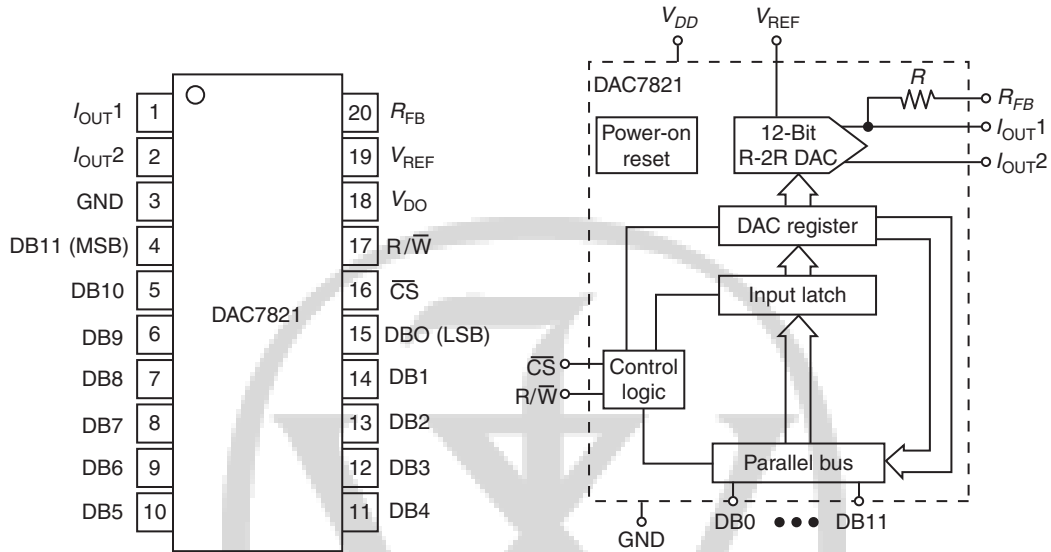 I_OUT1 1
I_OUT2 2
GND 3
DB11 (MSB) 4
DB10 5
DB9 6
DB8 7
DB7 8
DB6 9
DB5 10
DAC7821
20 R_FB
19 V_REF
18 V_DO
17 R/W̅
16 C̅S̅
15 DBO (LSB)
14 DB1
13 DB2
12 DB3
11 DB4
V_DD
V_REF
DAC7821
R
R_FB
I_OUT1
I_OUT2
Power-on
reset
12-Bit
R-2R DAC
DAC register
Input latch
C̅S̅
R/W̅
Control
logic
Parallel bus
GND
DB0 ●●● DB11